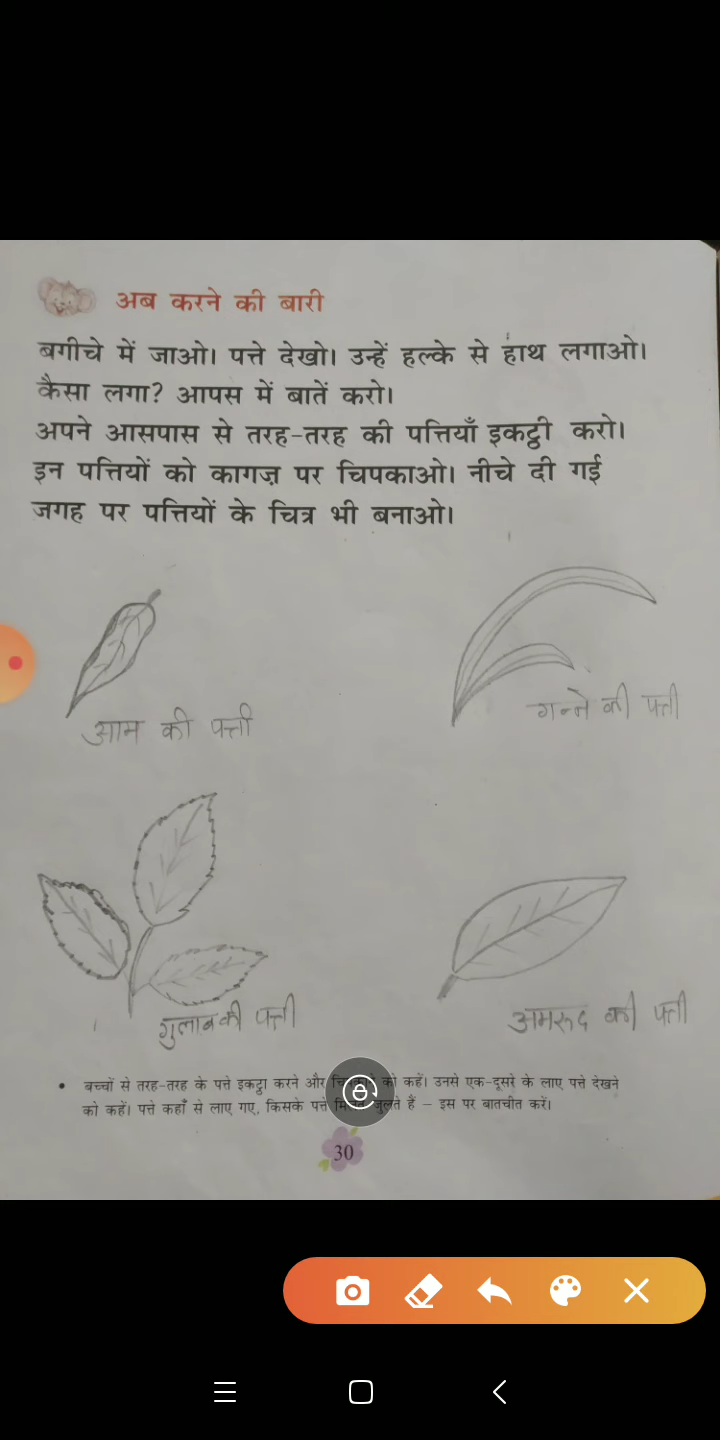 अब करने की बारी
बगीचे में जाओ। पत्ते देखो। उन्हें हल्के से हाथ लगाओ।
कैसा लगा? आपस में बातें करो।
अपने आसपास से तरह-तरह की पत्तियाँ इकट्ठी करो।
इन पत्तियों को कागज़ पर चिपकाओ। नीचे दी गई
जगह पर पत्तियों के चित्र भी बनाओ।
आम की पत्ती
गन्ने की पत्ती
गुलाब की पत्ती
अमरूद की पत्ती
• बच्चों से तरह-तरह के पत्ते इकट्ठा करने और को कहें। उनसे एक-दूसरे के लाए पत्ते देखने
को कहें। पत्ते कहाँ से लाए गए, किसके पत्ते जुलते हैं – इस पर बातचीत करें।
30